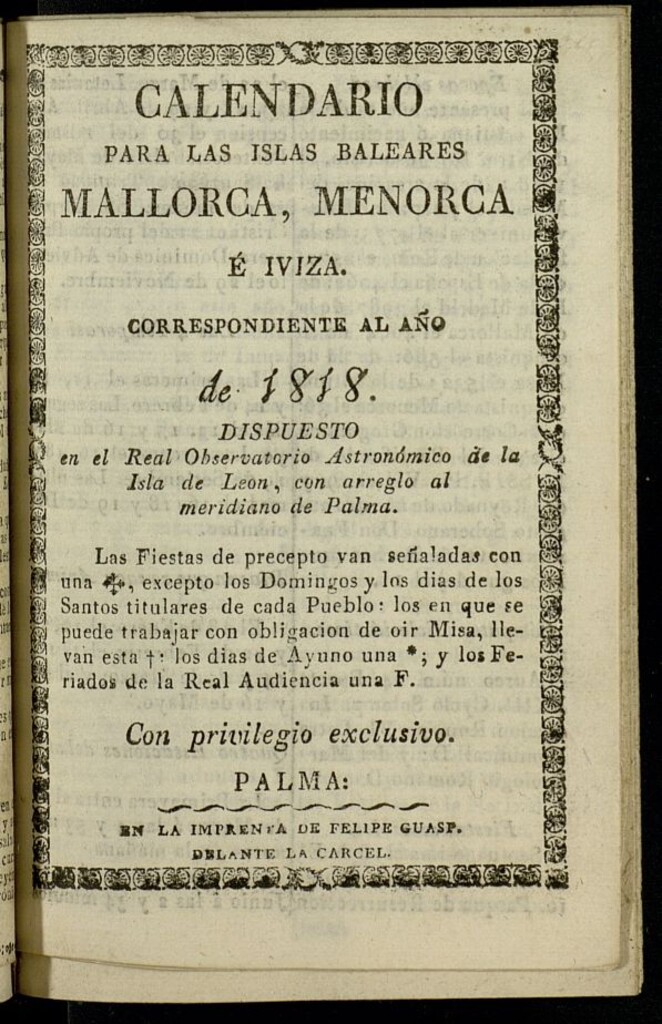 CALENDARIO
PARA LAS ISLAS BALEARES
MALLORCA, MENORCA
É IVIZA.
CORRESPONDIENTE AL AÑO
de 1818.
DISPUESTO
en el Real Observatorio Astronómico de la
Isla de Leon, con arreglo al
meridiano de Palma.
Las Fiestas de precepto van señaladas con
una ✤, excepto los Domingos y los dias de los
Santos titulares de cada Pueblo: los en que se
puede trabajar con obligacion de oir Misa, lle-
van esta †: los dias de Ayuno una *; y los Fe-
riados de la Real Audiencia una F.
Con privilegio exclusivo.
PALMA:
EN LA IMPRENTA DE FELIPE GUASP.
DELANTE LA CARCEL.